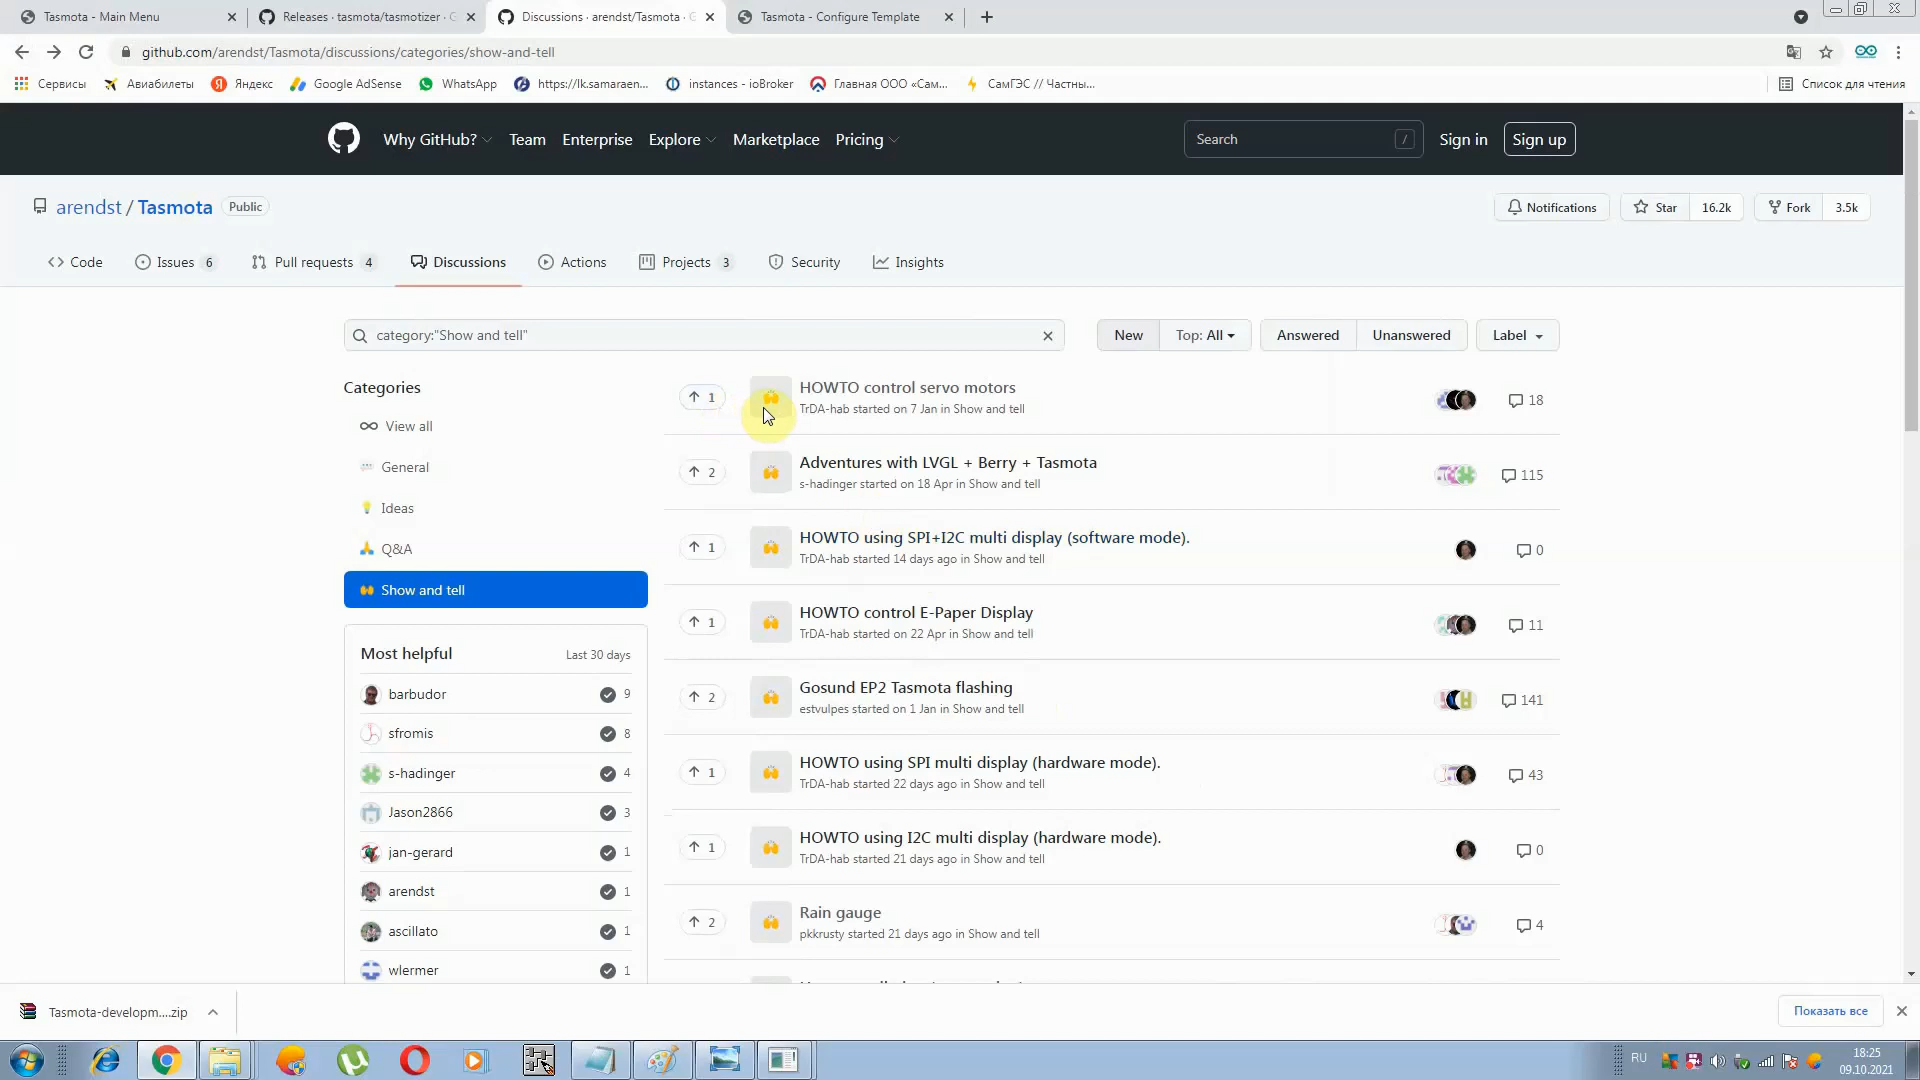 Tasmota - Main Menu
Releases · tasmota/tasmotizer · G
Discussions · arendst/Tasmota · G
Tasmota - Configure Template
github.com/arendst/Tasmota/discussions/categories/show-and-tell
Сервисы
Авиабилеты
Яндекс
Google AdSense
WhatsApp
https://lk.samaraen...
instances - ioBroker
Главная ООО «Сам...
СамГЭС // Частны...
Список для чтения
Why GitHub?
Team
Enterprise
Explore
Marketplace
Pricing
Search
/
Sign in
Sign up
arendst / Tasmota
Public
Notifications
Star 16.2k
Fork 3.5k
Code
Issues 6
Pull requests 4
Discussions
Actions
Projects 3
Security
Insights
category:"Show and tell"
New
Top: All
Answered
Unanswered
Label
Categories
View all
General
Ideas
Q&A
Show and tell
Most helpful
Last 30 days
barbudor 9
sfromis 8
s-hadinger 4
Jason2866 3
jan-gerard 1
arendst 1
ascillato 1
wlermer 1
1
HOWTO control servo motors
TrDA-hab started on 7 Jan in Show and tell
18
2
Adventures with LVGL + Berry + Tasmota
s-hadinger started on 18 Apr in Show and tell
115
1
HOWTO using SPI+I2C multi display (software mode).
TrDA-hab started 14 days ago in Show and tell
0
1
HOWTO control E-Paper Display
TrDA-hab started on 22 Apr in Show and tell
11
2
Gosund EP2 Tasmota flashing
estvulpes started on 1 Jan in Show and tell
141
1
HOWTO using SPI multi display (hardware mode).
TrDA-hab started 22 days ago in Show and tell
43
1
HOWTO using I2C multi display (hardware mode).
TrDA-hab started 21 days ago in Show and tell
0
2
Rain gauge
pkkrusty started 21 days ago in Show and tell
4
Tasmota-developm....zip
Показать все
RU
18:25
09.10.2021